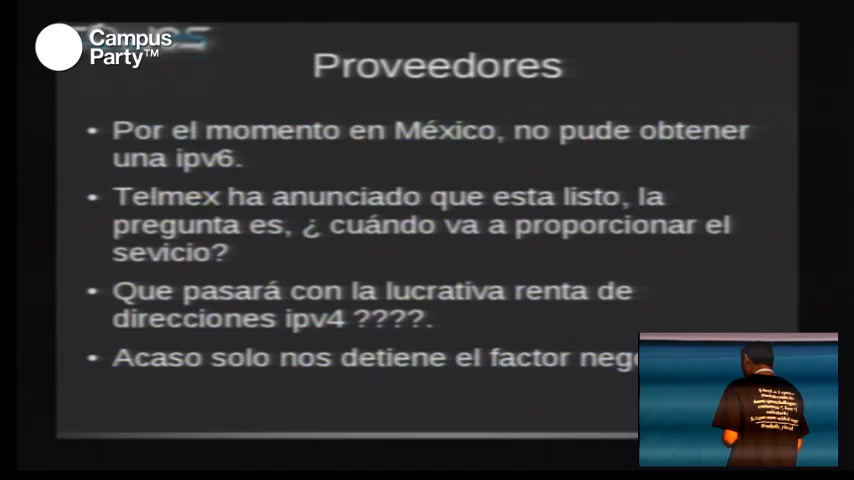 Campus
Party™
Proveedores
• Por el momento en México, no pude obtener
una ipv6.
• Telmex ha anunciado que esta listo, la
pregunta es, ¿ cuándo va a proporcionar el
sevicio?
• Que pasará con la lucrativa renta de
direcciones ipv4 ????.
• Acaso solo nos detiene el factor